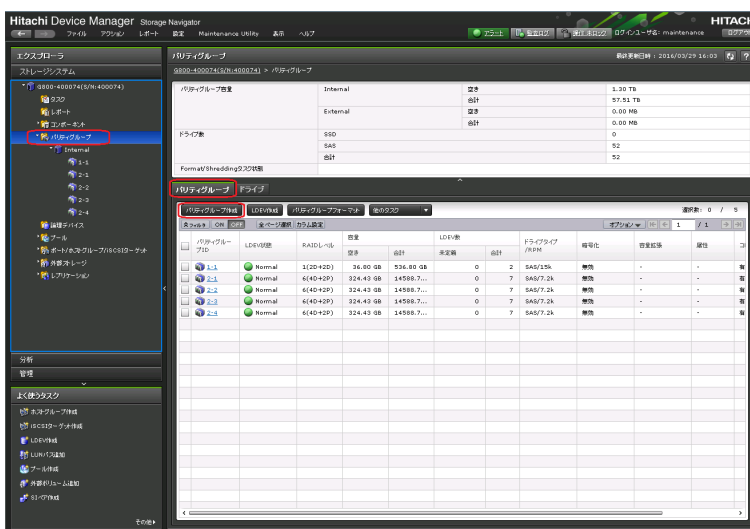 Hitachi Device Manager Storage Navigator
HITACHI
ファイル アクション レポート 設定 Maintenance Utility 表示 ヘルプ
アラート 監査ログ ログインユーザ名: maintenance ログアウ
エクスプローラ
ストレージシステム
G800-400074(S/N:400074)
タスク
レポート
コンポーネント
パリティグループ
Internal
1-1
2-1
2-2
2-3
2-4
論理デバイス
プール
ポート/ホストグループ/iSCSIターゲット
外部ストレージ
レプリケーション
分析
管理
よく使うタスク
ホストグループ作成
iSCSIターゲット作成
LDEV作成
LUNパス追加
プール作成
外部ボリューム追加
SIペア作成
その他
パリティグループ
最終更新日時 : 2016/03/29 16:03
G800-400074(S/N:400074) > パリティグループ
パリティグループ容量 Internal 空き 1.30 TB
合計 57.51 TB
External 空き 0.00 MB
合計 0.00 MB
ドライブ数 SSD 0
SAS 52
合計 52
Format/Shreddingタスク状態
パリティグループ ドライブ
パリティグループ作成 LDEV作成 パリティグループフォーマット 他のタスク 選択数: 0 / 5
フィルタ ON OFF 全ページ選択 カラム設定 オプション 1 / 1
パリティグループID LDEV状態 RAIDレベル 容量 空き 合計 LDEV数 未定義 合計 ドライブタイプ/RPM 暗号化 容量拡張 属性 コ
1-1 Normal 1(2D+2D) 36.80 GB 536.80 GB 0 2 SAS/15k 無効 - - 有
2-1 Normal 6(4D+2P) 324.43 GB 14588.7... 0 7 SAS/7.2k 無効 - - 有
2-2 Normal 6(4D+2P) 324.43 GB 14588.7... 0 7 SAS/7.2k 無効 - - 有
2-3 Normal 6(4D+2P) 324.43 GB 14588.7... 0 7 SAS/7.2k 無効 - - 有
2-4 Normal 6(4D+2P) 324.43 GB 14588.7... 0 7 SAS/7.2k 無効 - - 有